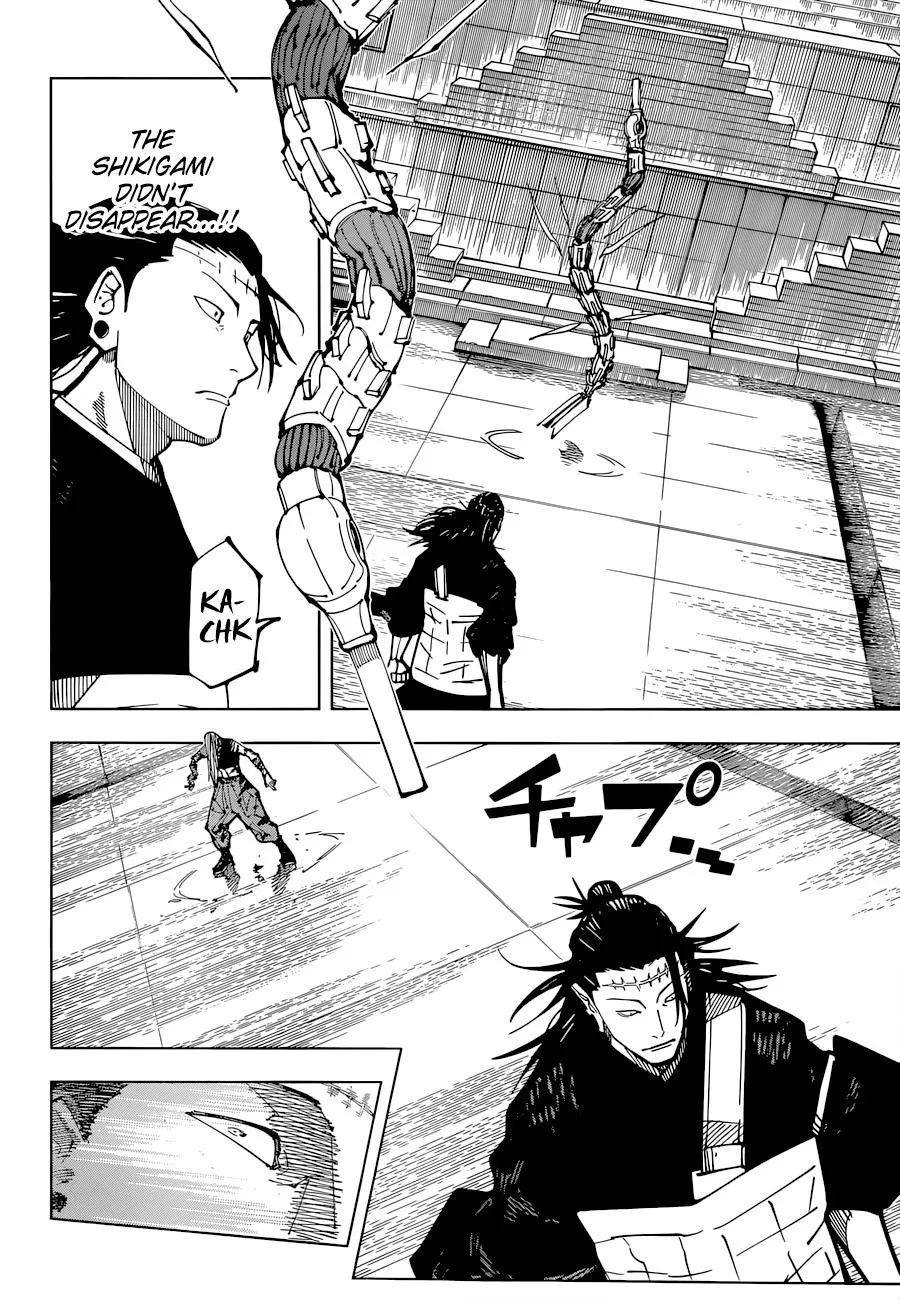 THE
SHIKIGAMI
DIDN'T
DISAPPEAR...!!
KA-
CHK
チャプ...